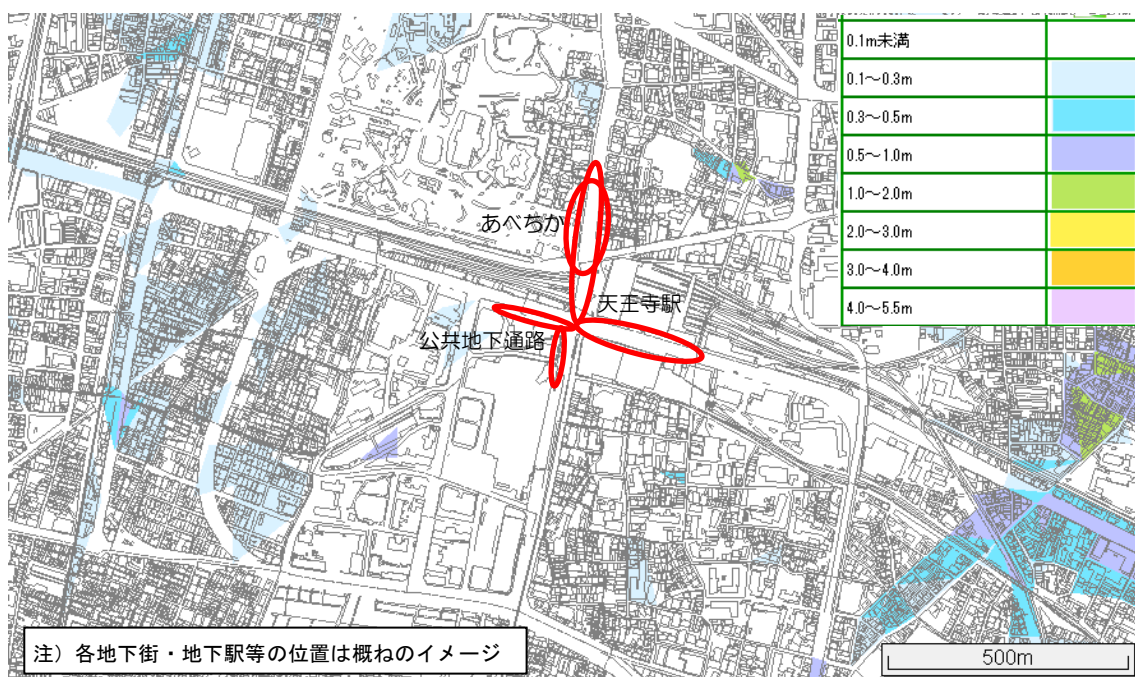 0.1m未満
0.1～0.3m
0.3～0.5m
0.5～1.0m
1.0～2.0m
2.0～3.0m
3.0～4.0m
4.0～5.5m
あべちか
天王寺駅
公共地下通路
注）各地下街・地下駅等の位置は概ねのイメージ
500m